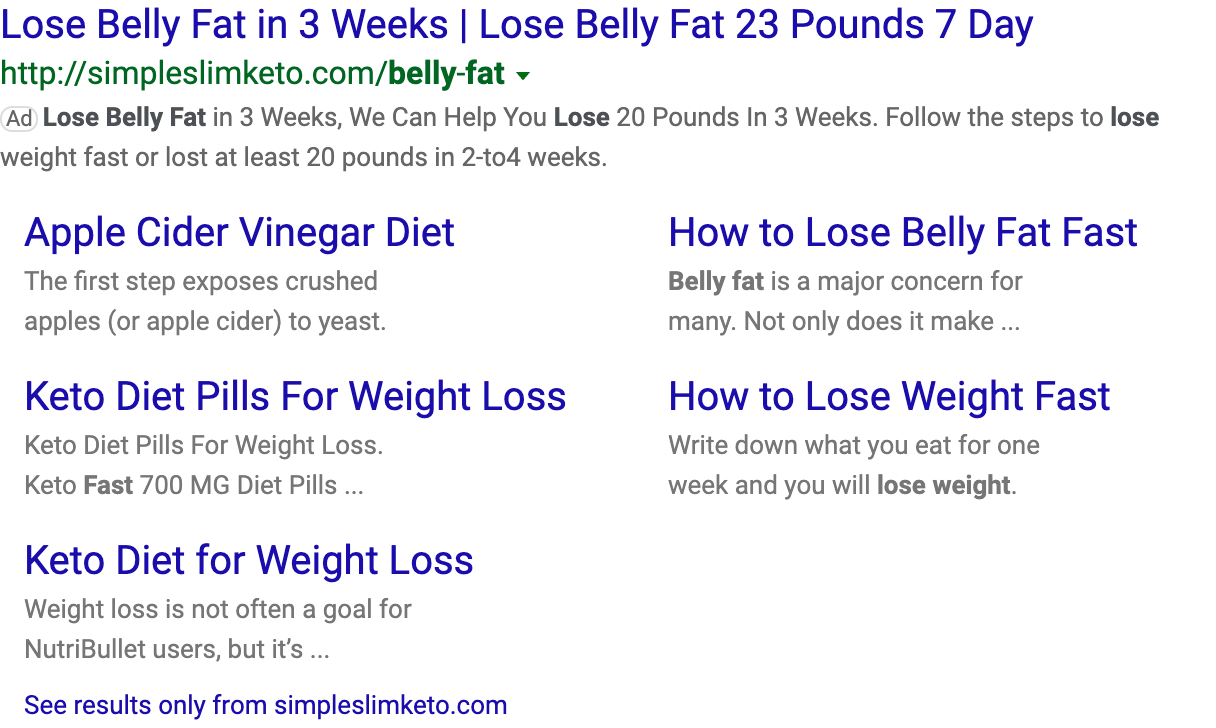 Lose Belly Fat in 3 Weeks | Lose Belly Fat 23 Pounds 7 Day
http://simpleslimketo.com/belly-fat
Ad Lose Belly Fat in 3 Weeks, We Can Help You Lose 20 Pounds In 3 Weeks. Follow the steps to lose
weight fast or lost at least 20 pounds in 2-to4 weeks.
Apple Cider Vinegar Diet
The first step exposes crushed
apples (or apple cider) to yeast.
How to Lose Belly Fat Fast
Belly fat is a major concern for
many. Not only does it make ...
Keto Diet Pills For Weight Loss
Keto Diet Pills For Weight Loss.
Keto Fast 700 MG Diet Pills ...
How to Lose Weight Fast
Write down what you eat for one
week and you will lose weight.
Keto Diet for Weight Loss
Weight loss is not often a goal for
NutriBullet users, but it’s ...
See results only from simpleslimketo.com